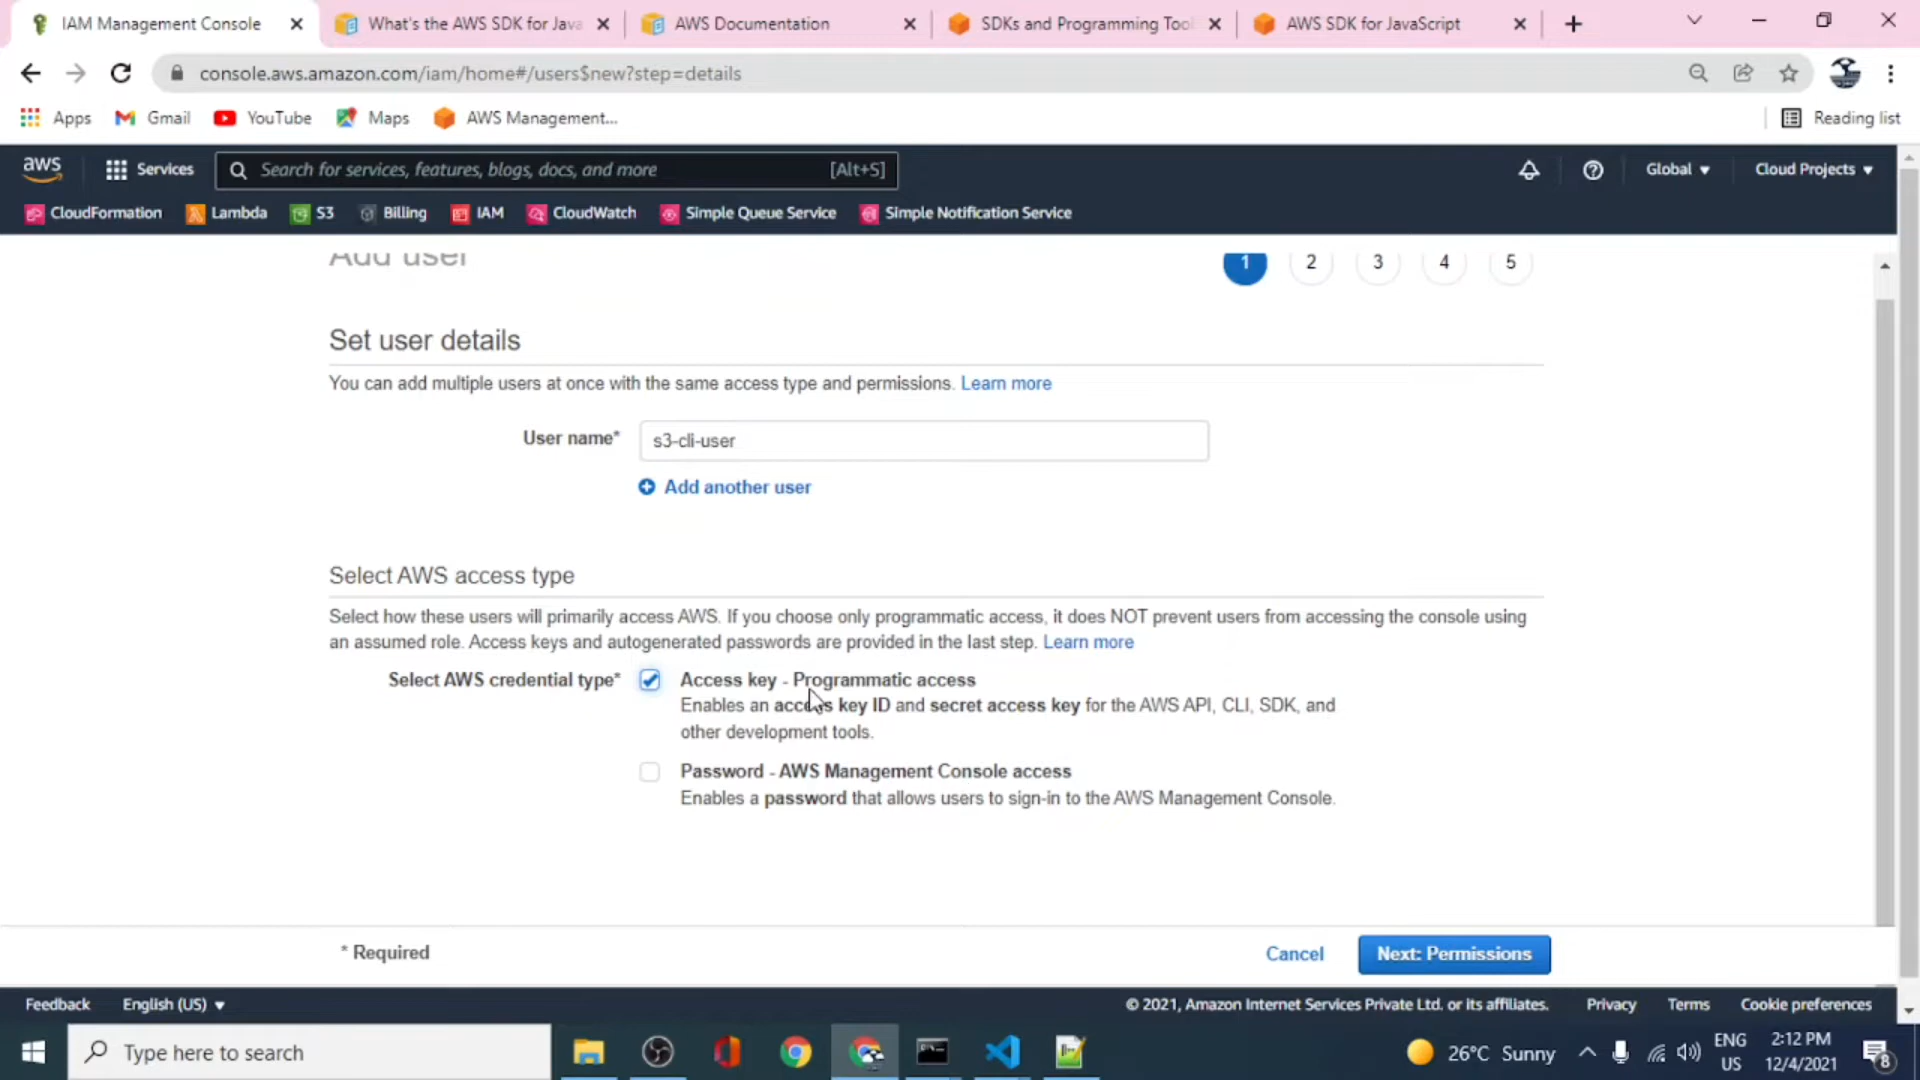 IAM Management Console
What's the AWS SDK for Java
AWS Documentation
SDKs and Programming Tool
AWS SDK for JavaScript
console.aws.amazon.com/iam/home#/users$new?step=details
Apps
Gmail
YouTube
Maps
AWS Management...
Reading list
aws
Services
Search for services, features, blogs, docs, and more
[Alt+S]
Global
Cloud Projects
CloudFormation
Lambda
S3
Billing
IAM
CloudWatch
Simple Queue Service
Simple Notification Service
Add user
1
2
3
4
5
Set user details
You can add multiple users at once with the same access type and permissions. Learn more
User name*
s3-cli-user
Add another user
Select AWS access type
Select how these users will primarily access AWS. If you choose only programmatic access, it does NOT prevent users from accessing the console using
an assumed role. Access keys and autogenerated passwords are provided in the last step. Learn more
Select AWS credential type*
Access key - Programmatic access
Enables an access key ID and secret access key for the AWS API, CLI, SDK, and
other development tools.
Password - AWS Management Console access
Enables a password that allows users to sign-in to the AWS Management Console.
* Required
Cancel
Next: Permissions
Feedback
English (US)
© 2021, Amazon Internet Services Private Ltd. or its affiliates.
Privacy
Terms
Cookie preferences
Type here to search
26°C Sunny
ENG
US
2:12 PM
12/4/2021
8